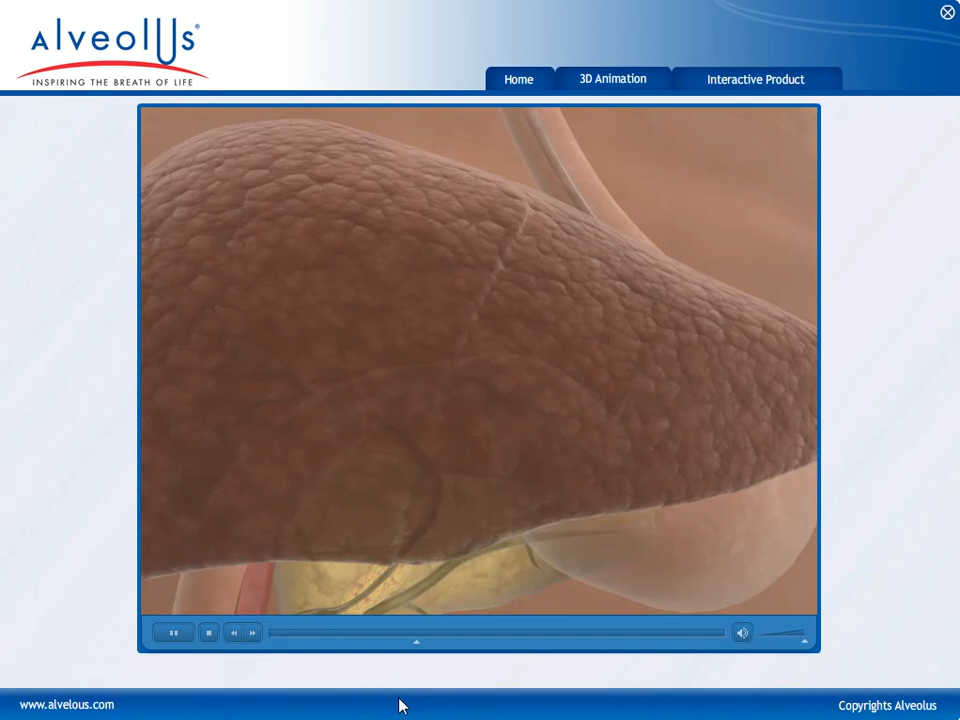 AlveolUs®
INSPIRING THE BREATH OF LIFE
Home
3D Animation
Interactive Product
www.alvelous.com
Copyrights Alveolus